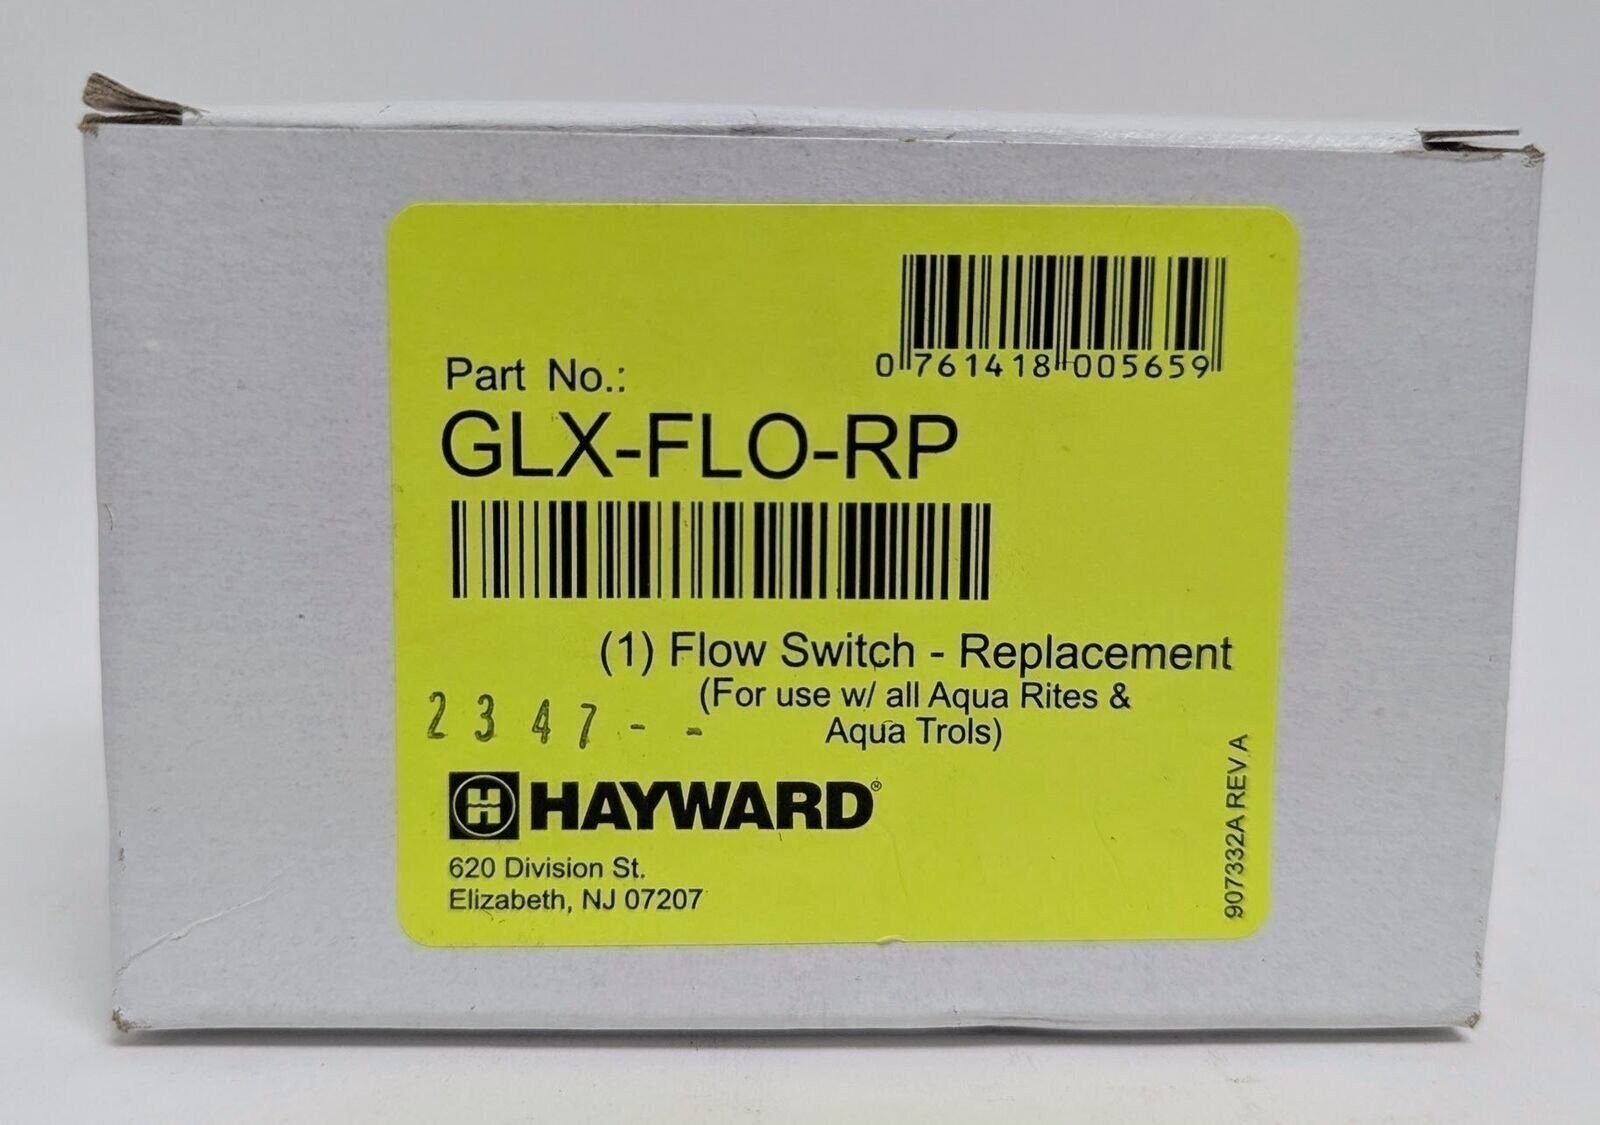 0 761418 005659
Part No.:
GLX-FLO-RP
(1) Flow Switch - Replacement
(For use w/ all Aqua Rites &
Aqua Trols)
2347--
H HAYWARD®
620 Division St.
Elizabeth, NJ 07207
907332A REV.A